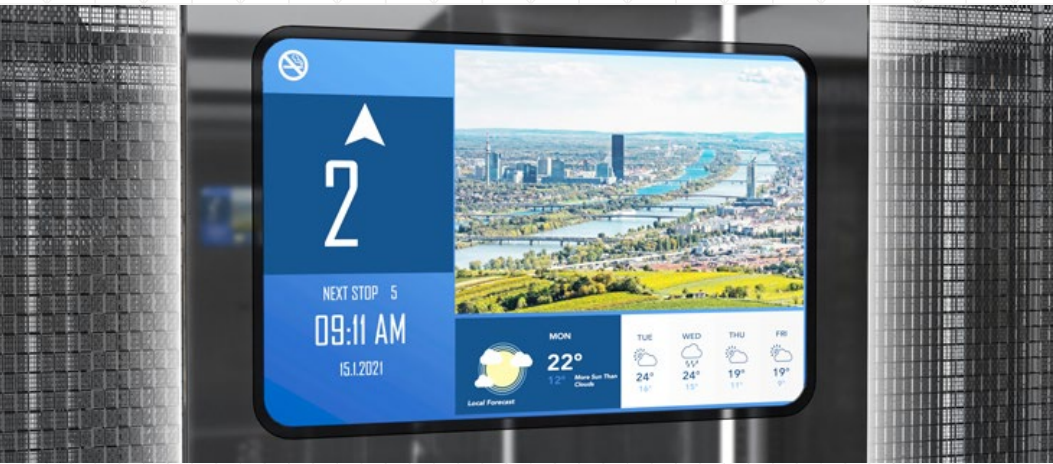 2
NEXT STOP 5
09:11 AM
15.1.2021
MON
22°
12°
More Sun Than
Clouds
Local Forecast
TUE
24°
16°
WED
24°
15°
THU
19°
11°
FRI
19°
9°